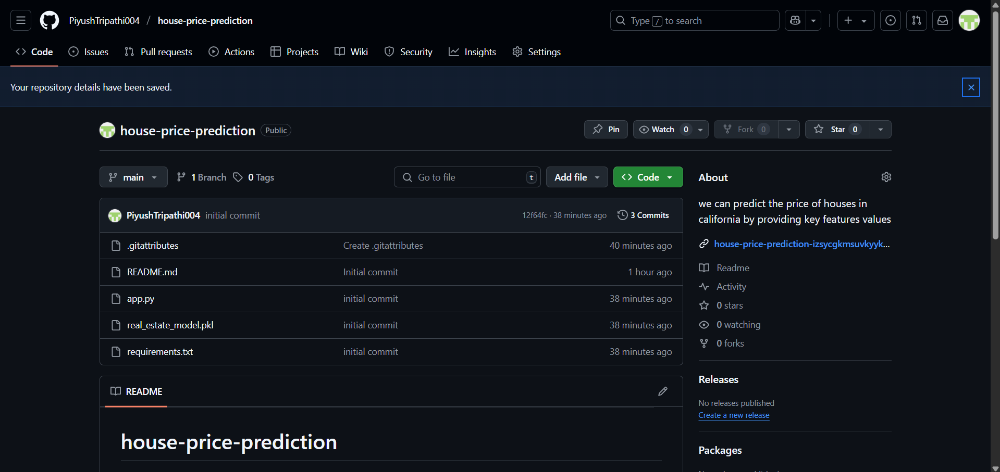 PiyushTripathi004 / house-price-prediction
Type / to search
Code Issues Pull requests Actions Projects Wiki Security Insights Settings
Your repository details have been saved.
house-price-prediction Public
Pin Watch 0 Fork 0 Star 0
main 1 Branch 0 Tags Go to file t Add file Code
PiyushTripathi004 initial commit 12f64fc · 38 minutes ago 3 Commits
.gitattributes Create .gitattributes 40 minutes ago
README.md Initial commit 1 hour ago
app.py initial commit 38 minutes ago
real_estate_model.pkl initial commit 38 minutes ago
requirements.txt initial commit 38 minutes ago
README
house-price-prediction
About
we can predict the price of houses in
california by providing key features values
house-price-prediction-izsycgkmsuvkyyk...
Readme
Activity
0 stars
0 watching
0 forks
Releases
No releases published
Create a new release
Packages